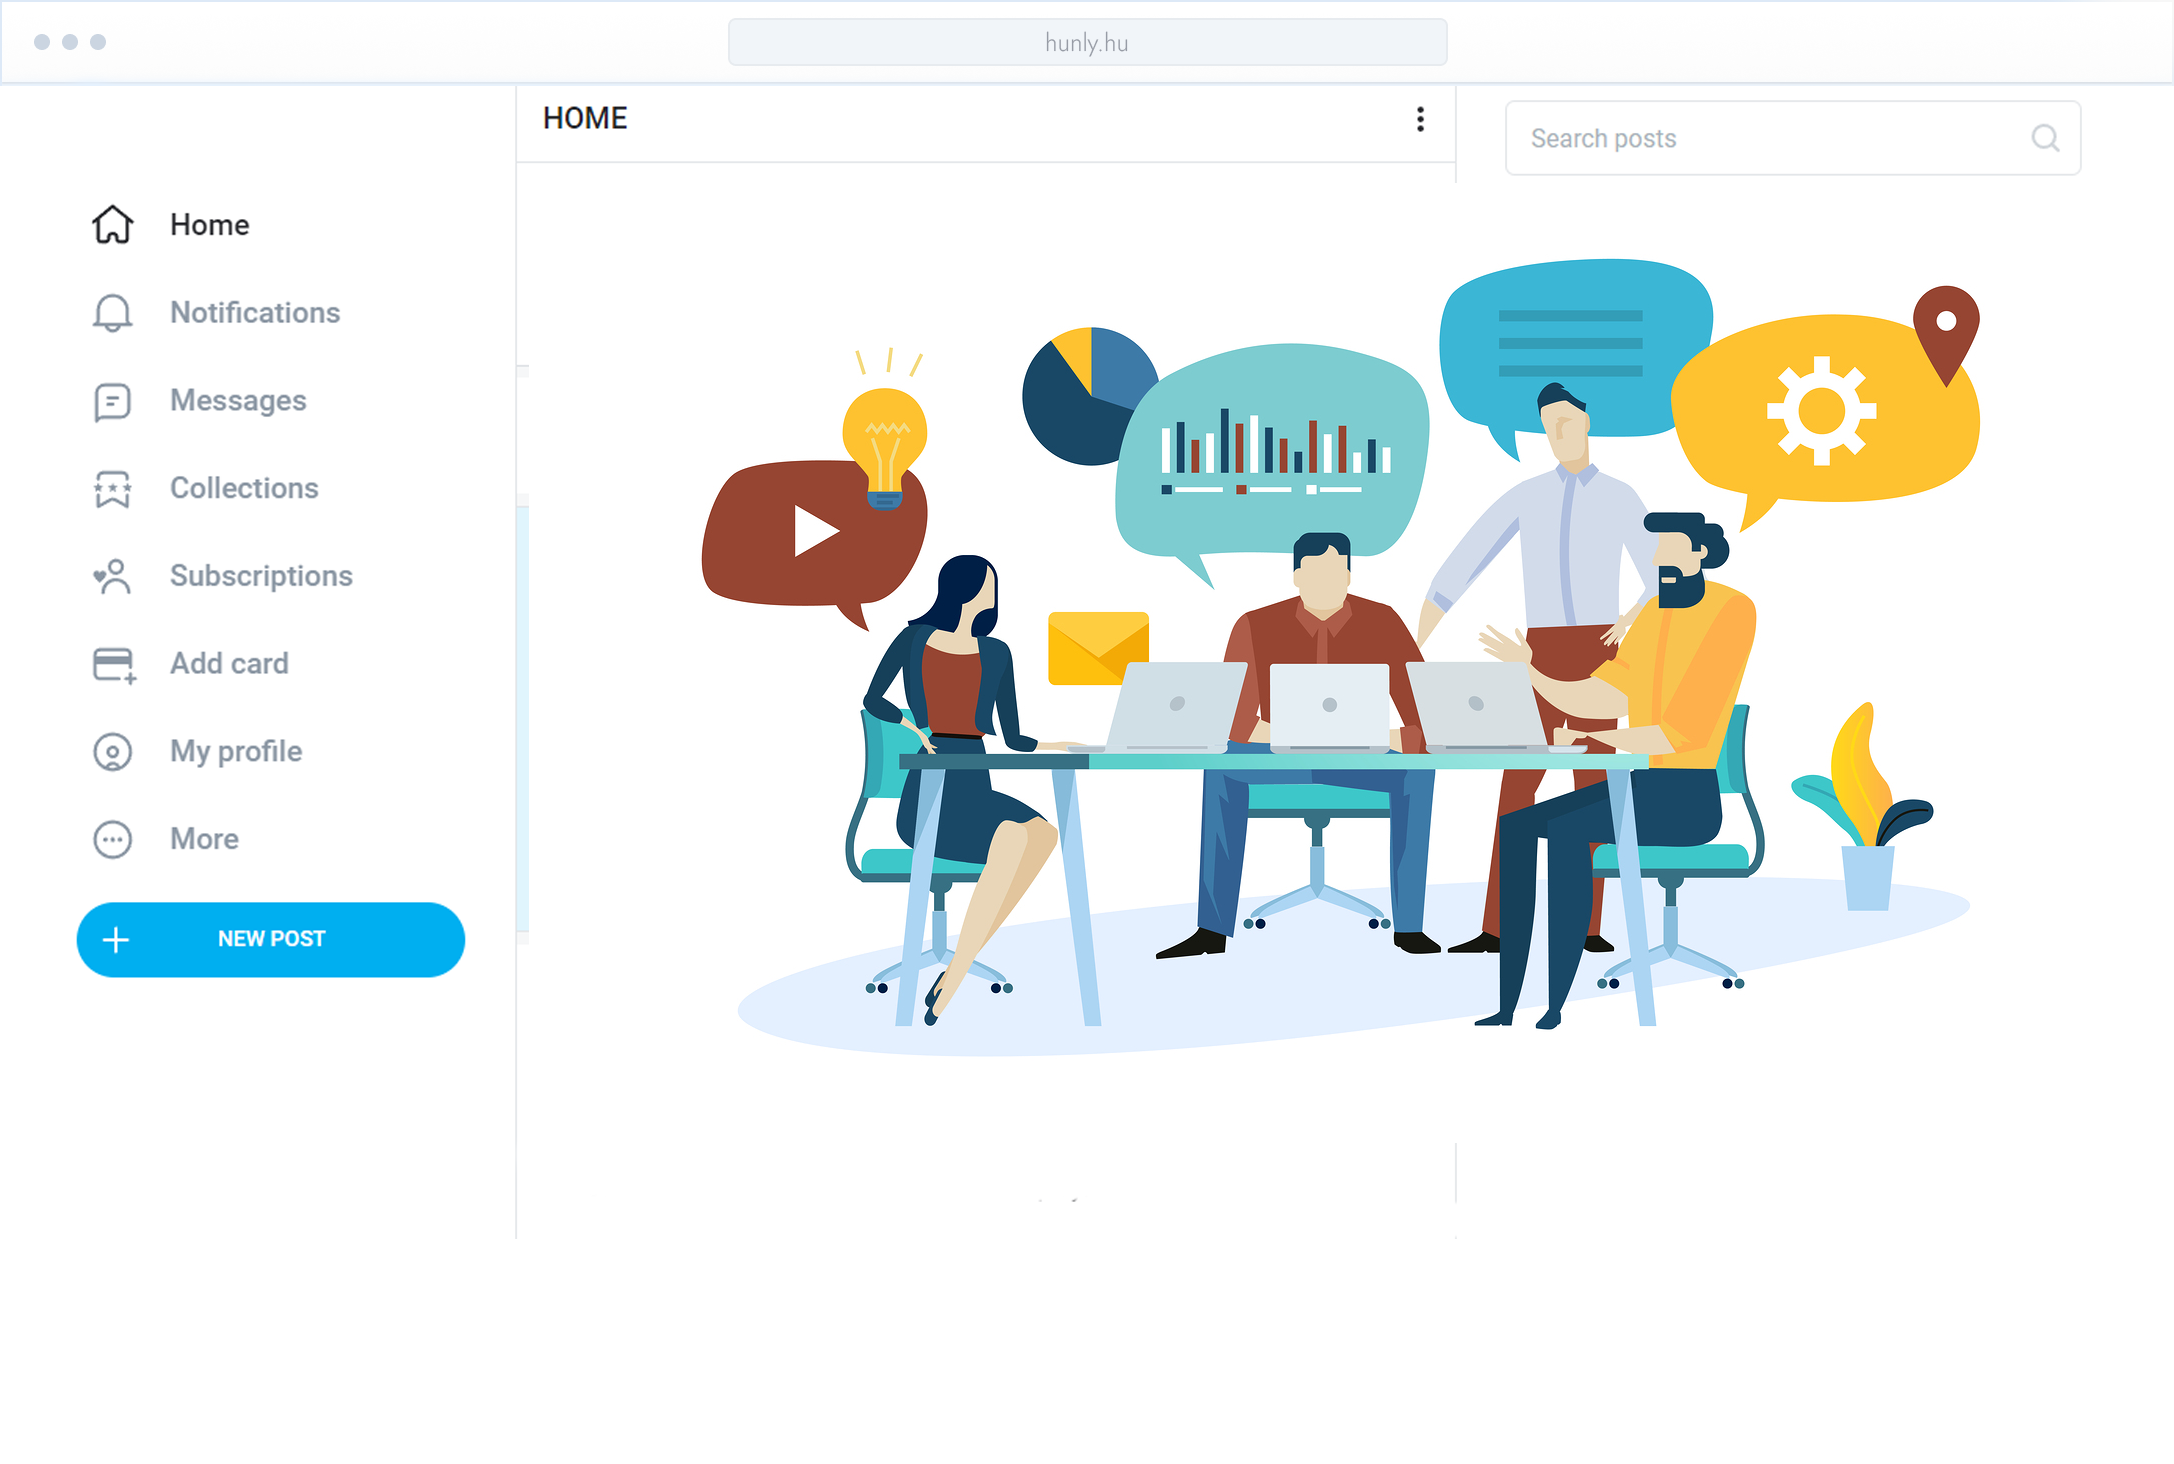 hunly.hu
HOME
Search posts
Home
Notifications
Messages
Collections
Subscriptions
Add card
My profile
More
NEW POST